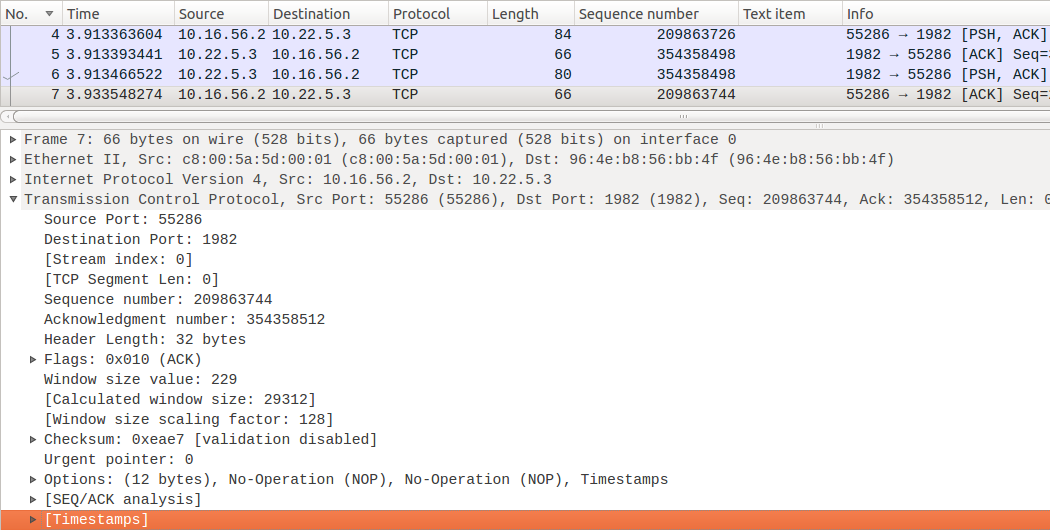 No. Time Source Destination Protocol Length Sequence number Text item Info
4 3.913363604 10.16.56.2 10.22.5.3 TCP 84 209863726 55286 → 1982 [PSH, ACK]
5 3.913393441 10.22.5.3 10.16.56.2 TCP 66 354358498 1982 → 55286 [ACK] Seq=
6 3.913466522 10.22.5.3 10.16.56.2 TCP 80 354358498 1982 → 55286 [PSH, ACK]
7 3.933548274 10.16.56.2 10.22.5.3 TCP 66 209863744 55286 → 1982 [ACK] Seq=
Frame 7: 66 bytes on wire (528 bits), 66 bytes captured (528 bits) on interface 0
Ethernet II, Src: c8:00:5a:5d:00:01 (c8:00:5a:5d:00:01), Dst: 96:4e:b8:56:bb:4f (96:4e:b8:56:bb:4f)
Internet Protocol Version 4, Src: 10.16.56.2, Dst: 10.22.5.3
Transmission Control Protocol, Src Port: 55286 (55286), Dst Port: 1982 (1982), Seq: 209863744, Ack: 354358512, Len: 0
Source Port: 55286
Destination Port: 1982
[Stream index: 0]
[TCP Segment Len: 0]
Sequence number: 209863744
Acknowledgment number: 354358512
Header Length: 32 bytes
Flags: 0x010 (ACK)
Window size value: 229
[Calculated window size: 29312]
[Window size scaling factor: 128]
Checksum: 0xeae7 [validation disabled]
Urgent pointer: 0
Options: (12 bytes), No-Operation (NOP), No-Operation (NOP), Timestamps
[SEQ/ACK analysis]
[Timestamps]